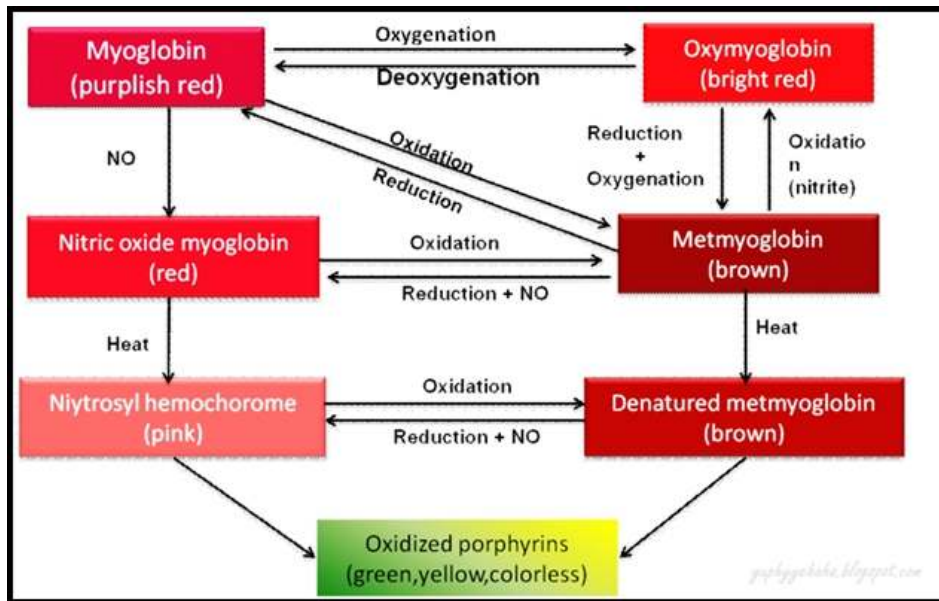 Myoglobin
(purplish red)
Oxygenation
Deoxygenation
Oxymyoglobin
(bright red)
NO
Oxidation
Reduction
Reduction
+
Oxygenation
Oxidatio
n
(nitrite)
Nitric oxide myoglobin
(red)
Oxidation
Reduction + NO
Metmyoglobin
(brown)
Heat
Heat
Niytrosyl hemochorome
(pink)
Oxidation
Reduction + NO
Denatured metmyoglobin
(brown)
Oxidized porphyrins
(green,yellow,colorless)